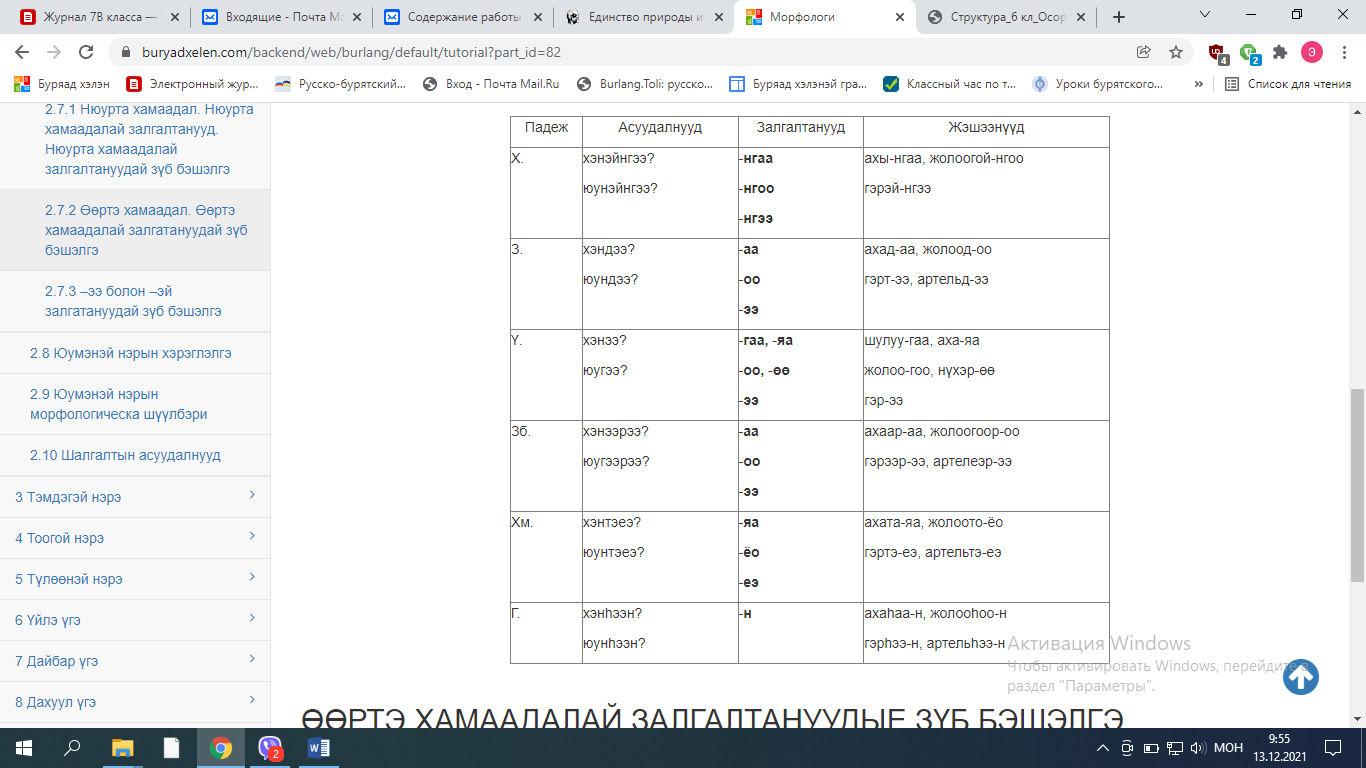 Журнал 7В класса —
Входящие - Почта Ma
Содержание работы
Единство природы и
Морфологи
Структура_6 кл_Осор
buryadxelen.com/backend/web/burlang/default/tutorial?part_id=82
4
2
Э
Буряад хэлэн
Электронный жур...
Русско-бурятский...
Вход - Почта Mail.Ru
Burlang.Toli: русско...
Буряад хэлэнэй гра...
Классный час по т...
Уроки бурятского...
»
Список для чтения
2.7.1 Нюурта хамаадал. Нюурта
хамаадалай залгалтанууд.
Нюурта хамаадалай
залгалтануудай зүб бэшэлгэ
2.7.2 Өөртэ хамаадал. Өөртэ
хамаадалай залгатануудай зүб
бэшэлгэ
2.7.3 –ээ болон –эй
залгатануудай зүб бэшэлгэ
2.8 Юумэнэй нэрын хэрэглэлгэ
2.9 Юумэнэй нэрын
морфологическа шүүлбэри
2.10 Шалгалтын асуудалнууд
3 Тэмдэгэй нэрэ
4 Тоогой нэрэ
5 Түлөөнэй нэрэ
6 Үйлэ үгэ
7 Дайбар үгэ
8 Дахуул үгэ
Падеж Асуудалнууд Залгалтанууд Жэшээнүүд
Х. хэнэйнгээ? -нгаа ахы-нгаа, жолоогой-нгоо
юунэйнгээ? -нгоо гэрэй-нгээ
-нгээ
З. хэндээ? -аа ахад-аа, жолоод-оо
юундээ? -оо гэрт-ээ, артельд-ээ
-ээ
Ү. хэнээ? -гаа, -яа шулуу-гаа, аха-яа
юугээ? -оо, -өө жолоо-гоо, нүхэр-өө
-ээ гэр-ээ
Зб. хэнээрээ? -аа ахаар-аа, жолоогоор-оо
юугээрээ? -оо гэрээр-ээ, артелеэр-ээ
-ээ
Хм. хэнтэеэ? -яа ахата-яа, жолоото-ёо
юунтэеэ? -ёо гэртэ-еэ, артельтэ-еэ
-еэ
Г. хэнһээн? -н ахаһаа-н, жолооһоо-н
юунһээн? гэрһээ-н, артельһээ-н
Активация Windows
Чтобы активировать Windows, перейдите в
раздел "Параметры".
ӨӨРТЭ ХАМААДАЛАЙ ЗАЛГАЛТАНУУДЫЕ ЗҮБ БЭШЭЛГЭ
2
МОН
9:55
13.12.2021